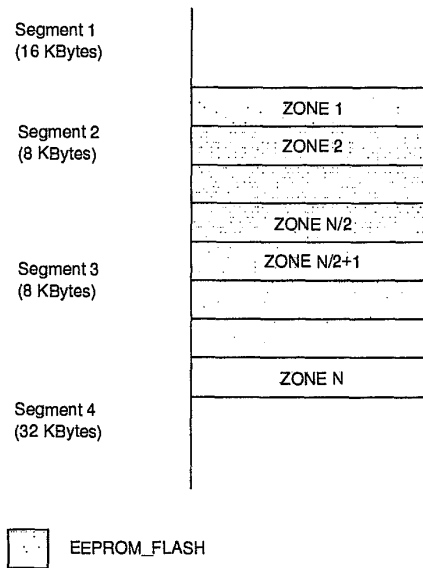 Segment 1
(16 KBytes)
ZONE 1
Segment 2
(8 KBytes)
ZONE 2
ZONE N/2
ZONE N/2+1
Segment 3
(8 KBytes)
ZONE N
Segment 4
(32 KBytes)
EEPROM_FLASH